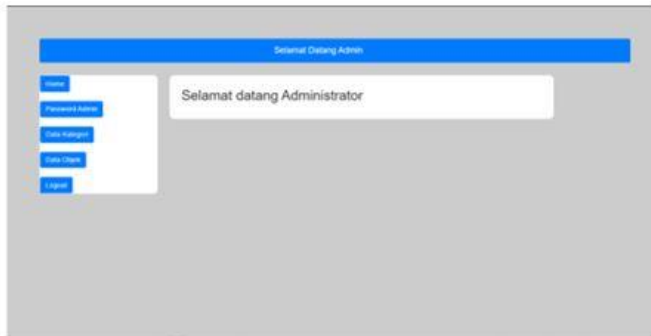 Selamat Datang Admin
Home
Password Admin
Data Kategori
Data Objek
Logout
Selamat datang Administrator